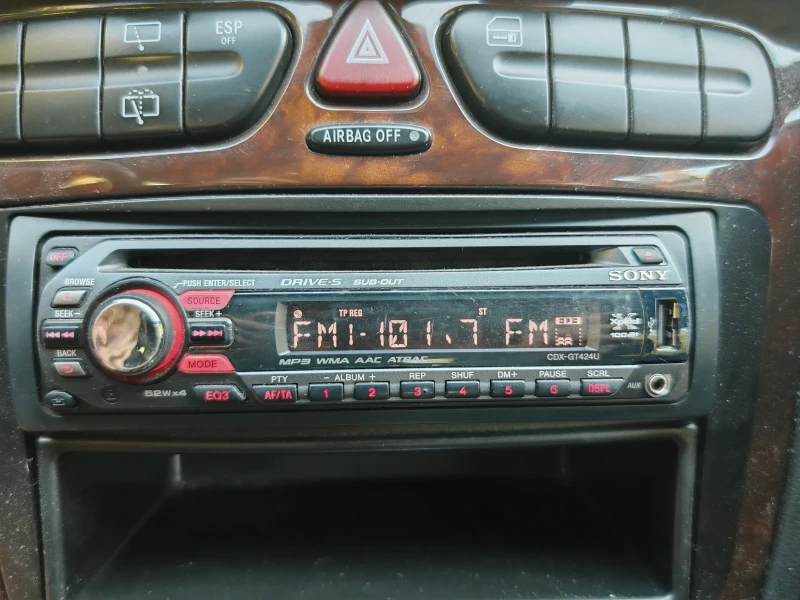 ESP
OFF
AIRBAG OFF
OFF
BROWSE
PUSH ENTER/SELECT
DRIVE-S SUB-OUT
SONY
SOURCE
SEEK-
SEEK+
TP REG
ST
FM1-101.7 FM
BACK
MODE
MP3 WMA AAC ATRAC
CDX-GT424U
52W×4
EQ3
PTY
- ALBUM +
REP
SHUF
DM+
PAUSE
SCRL
AF/TA
1
2
3
4
5
6
DSPL
AUX